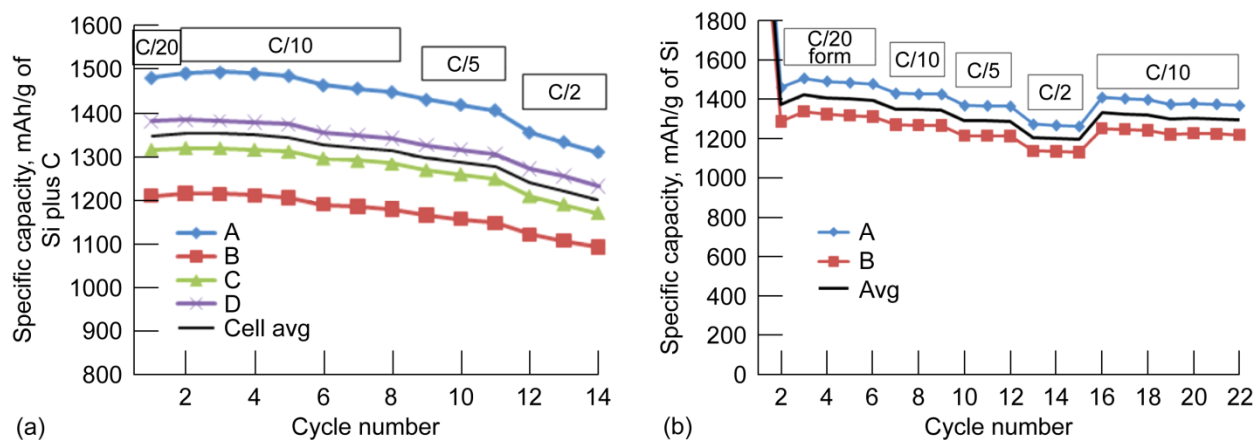 Specific capacity, mAh/g of
Si plus C
1600
1500
1400
1300
1200
1100
1000
900
800
C/20
C/10
C/5
C/2
A
B
C
D
Cell avg
2
4
6
8
10
12
14
Cycle number
(a)
Specific capacity, mAh/g of Si
1800
1600
1400
1200
1000
800
600
400
200
0
C/20
form
C/10
C/5
C/2
C/10
A
B
Avg
2
4
6
8
10
12
14
16
18
20
22
Cycle number
(b)